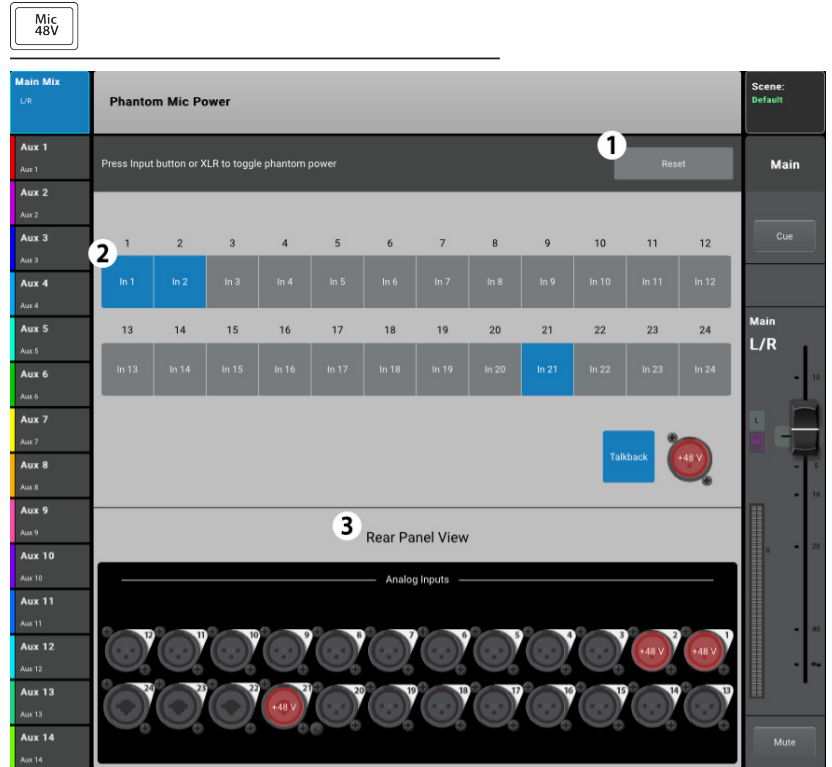 Mic
48V
Main Mix
L/R
Phantom Mic Power
Scene:
Default
Aux 1
Aux 1
Press Input button or XLR to toggle phantom power
1
Reset
Main
Aux 2
Aux 2
Aux 3
Aux 3
2
1 2 3 4 5 6 7 8 9 10 11 12
Cue
In 1 In 2 In 3 In 4 In 5 In 6 In 7 In 8 In 9 In 10 In 11 In 12
Aux 4
Aux 4
Aux 5
Aux 5
13 14 15 16 17 18 19 20 21 22 23 24
Main
L/R
In 13 In 14 In 15 In 16 In 17 In 18 In 19 In 20 In 21 In 22 In 23 In 24
Aux 6
Aux 6
10
Aux 7
Aux 7
L
Aux 8
Aux 8
Talkback
+48 V
5
10
Aux 9
Aux 9
3
Rear Panel View
Aux 10
Aux 10
0
20
Analog Inputs
Aux 11
Aux 11
40
12 11 10 9 8 7 6 5 4 3 2 1
+48 V +48 V
Aux 12
Aux 12
∞
24 23 22 21 20 19 18 17 16 15 14 13
+48 V
Aux 13
Aux 13
Aux 14
Aux 14
Mute